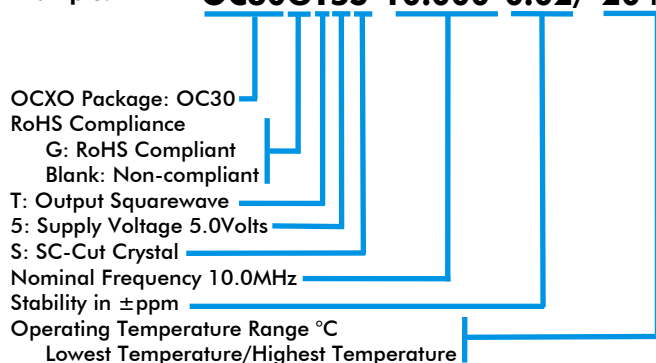 OCXO Package: OC30
RoHS Compliance
G: RoHS Compliant
Blank: Non-compliant
T: Output Squarewave
5: Supply Voltage 5.0Volts
S: SC-Cut Crystal
Nominal Frequency 10.0MHz
Stability in ±ppm
Operating Temperature Range °C
Lowest Temperature/Highest Temperature